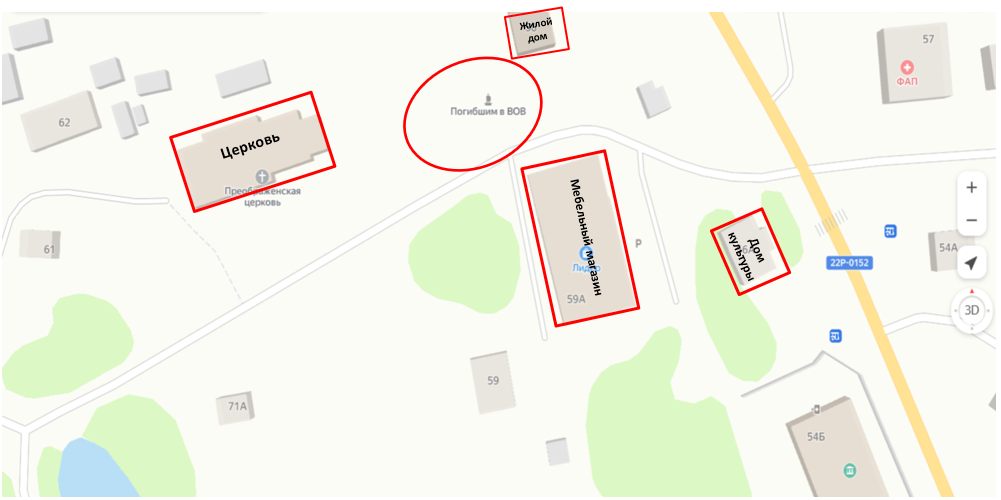 Жилой
дом
57
ФАП
Погибшим в ВОВ
62
Церковь
Преображенская
церковь
Мебельный магазин
Лидер
59А
P
Дом
культуры
61
54А
22Р-0152
3D
59
71А
54Б